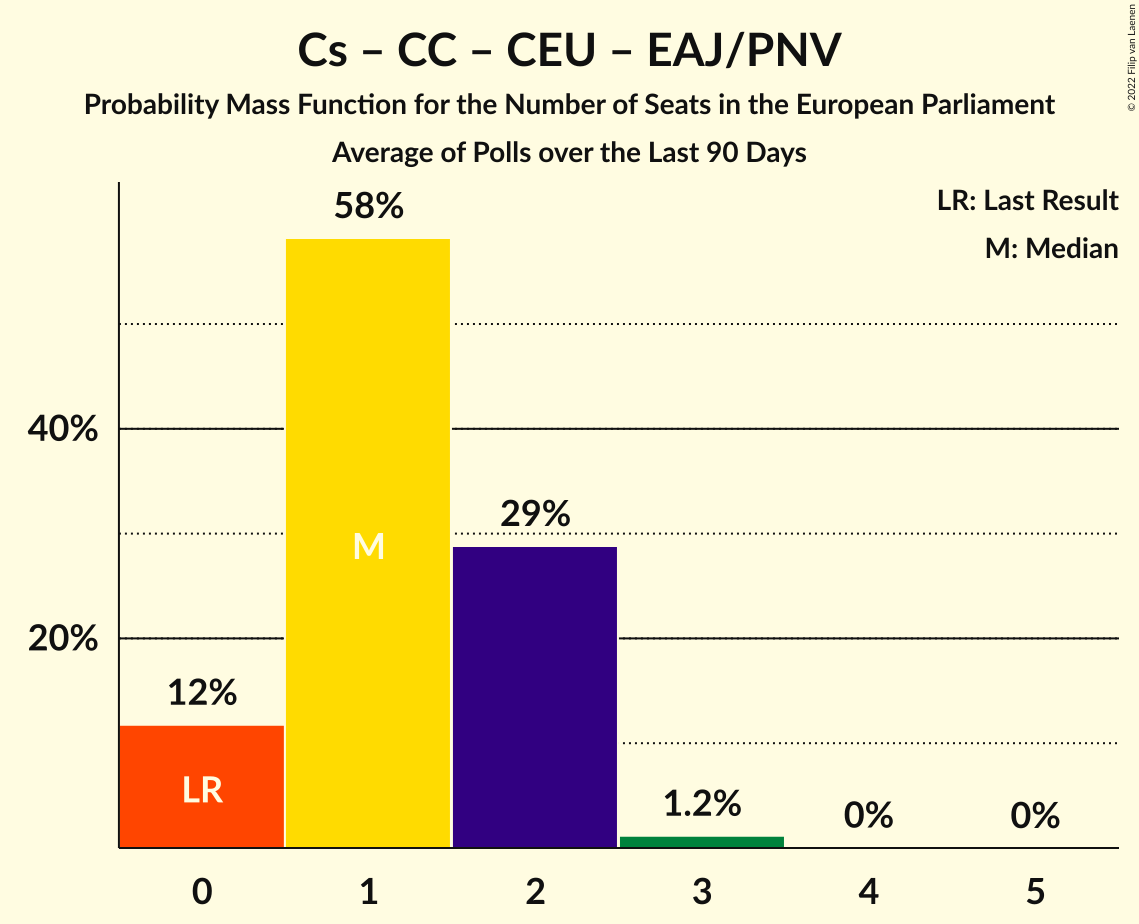 Cs – CC – CEU – EAJ/PNV
Probability Mass Function for the Number of Seats in the European Parliament
Average of Polls over the Last 90 Days
© 2022 Filip van Laenen
LR: Last Result
M: Median
58%
40%
29%
M
20%
12%
LR
1.2%
0%
0%
0 1 2 3 4 5